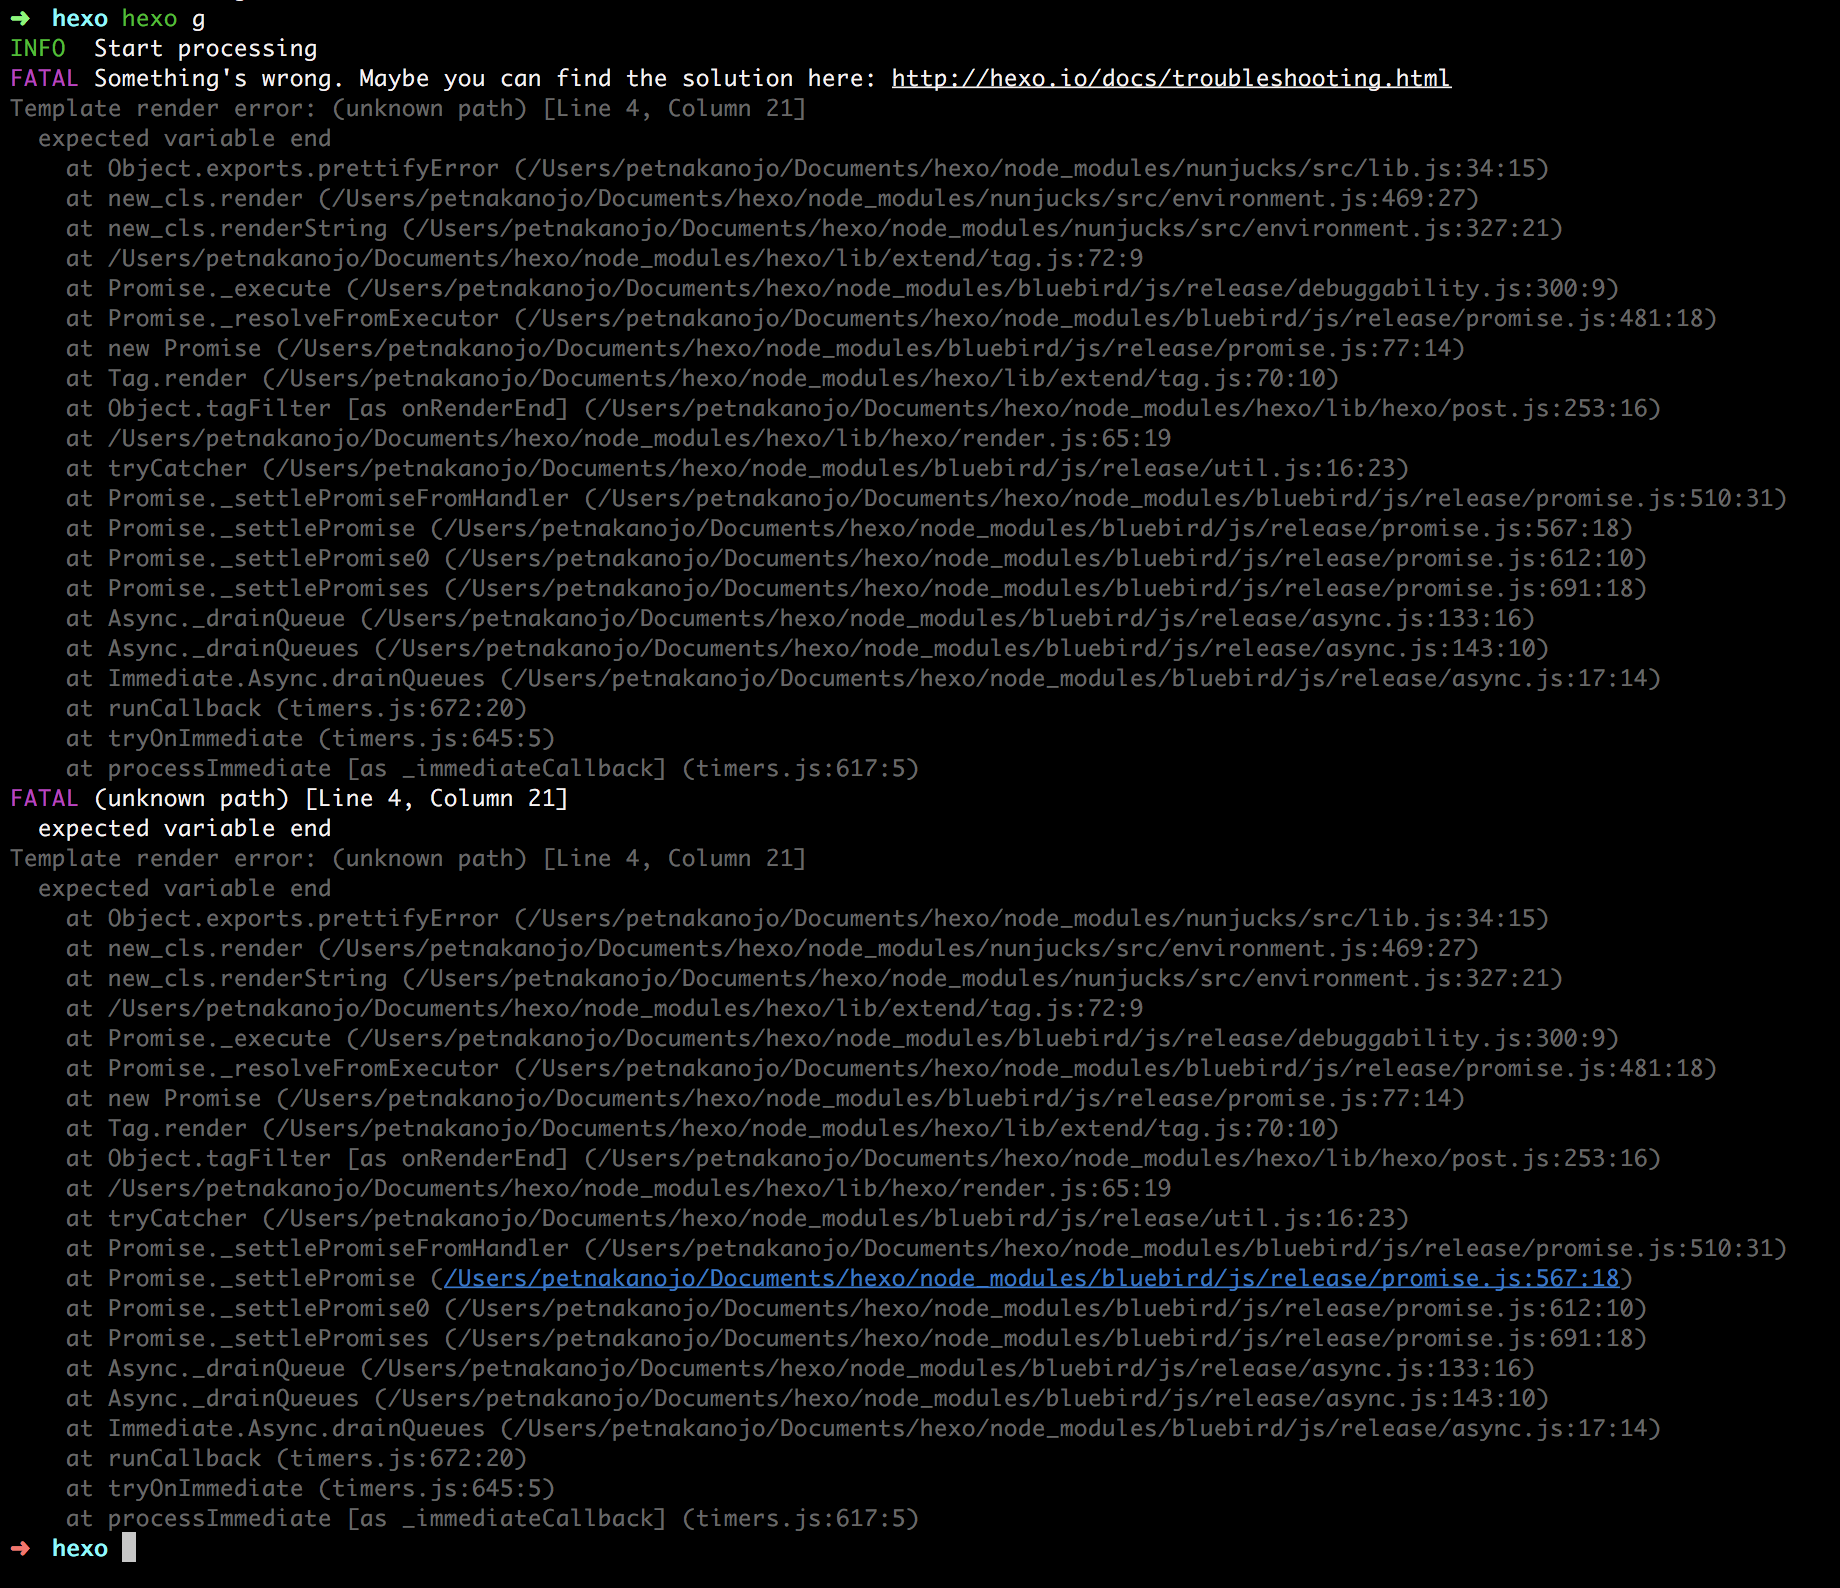 ➜  hexo hexo g
INFO  Start processing
FATAL Something's wrong. Maybe you can find the solution here: http://hexo.io/docs/troubleshooting.html
Template render error: (unknown path) [Line 4, Column 21]
  expected variable end
    at Object.exports.prettifyError (/Users/petnakanojo/Documents/hexo/node_modules/nunjucks/src/lib.js:34:15)
    at new_cls.render (/Users/petnakanojo/Documents/hexo/node_modules/nunjucks/src/environment.js:469:27)
    at new_cls.renderString (/Users/petnakanojo/Documents/hexo/node_modules/nunjucks/src/environment.js:327:21)
    at /Users/petnakanojo/Documents/hexo/node_modules/hexo/lib/extend/tag.js:72:9
    at Promise._execute (/Users/petnakanojo/Documents/hexo/node_modules/bluebird/js/release/debuggability.js:300:9)
    at Promise._resolveFromExecutor (/Users/petnakanojo/Documents/hexo/node_modules/bluebird/js/release/promise.js:481:18)
    at new Promise (/Users/petnakanojo/Documents/hexo/node_modules/bluebird/js/release/promise.js:77:14)
    at Tag.render (/Users/petnakanojo/Documents/hexo/node_modules/hexo/lib/extend/tag.js:70:10)
    at Object.tagFilter [as onRenderEnd] (/Users/petnakanojo/Documents/hexo/node_modules/hexo/lib/hexo/post.js:253:16)
    at /Users/petnakanojo/Documents/hexo/node_modules/hexo/lib/hexo/render.js:65:19
    at tryCatcher (/Users/petnakanojo/Documents/hexo/node_modules/bluebird/js/release/util.js:16:23)
    at Promise._settlePromiseFromHandler (/Users/petnakanojo/Documents/hexo/node_modules/bluebird/js/release/promise.js:510:31)
    at Promise._settlePromise (/Users/petnakanojo/Documents/hexo/node_modules/bluebird/js/release/promise.js:567:18)
    at Promise._settlePromise0 (/Users/petnakanojo/Documents/hexo/node_modules/bluebird/js/release/promise.js:612:10)
    at Promise._settlePromises (/Users/petnakanojo/Documents/hexo/node_modules/bluebird/js/release/promise.js:691:18)
    at Async._drainQueue (/Users/petnakanojo/Documents/hexo/node_modules/bluebird/js/release/async.js:133:16)
    at Async._drainQueues (/Users/petnakanojo/Documents/hexo/node_modules/bluebird/js/release/async.js:143:10)
    at Immediate.Async.drainQueues (/Users/petnakanojo/Documents/hexo/node_modules/bluebird/js/release/async.js:17:14)
    at runCallback (timers.js:672:20)
    at tryOnImmediate (timers.js:645:5)
    at processImmediate [as _immediateCallback] (timers.js:617:5)
FATAL (unknown path) [Line 4, Column 21]
  expected variable end
Template render error: (unknown path) [Line 4, Column 21]
  expected variable end
    at Object.exports.prettifyError (/Users/petnakanojo/Documents/hexo/node_modules/nunjucks/src/lib.js:34:15)
    at new_cls.render (/Users/petnakanojo/Documents/hexo/node_modules/nunjucks/src/environment.js:469:27)
    at new_cls.renderString (/Users/petnakanojo/Documents/hexo/node_modules/nunjucks/src/environment.js:327:21)
    at /Users/petnakanojo/Documents/hexo/node_modules/hexo/lib/extend/tag.js:72:9
    at Promise._execute (/Users/petnakanojo/Documents/hexo/node_modules/bluebird/js/release/debuggability.js:300:9)
    at Promise._resolveFromExecutor (/Users/petnakanojo/Documents/hexo/node_modules/bluebird/js/release/promise.js:481:18)
    at new Promise (/Users/petnakanojo/Documents/hexo/node_modules/bluebird/js/release/promise.js:77:14)
    at Tag.render (/Users/petnakanojo/Documents/hexo/node_modules/hexo/lib/extend/tag.js:70:10)
    at Object.tagFilter [as onRenderEnd] (/Users/petnakanojo/Documents/hexo/node_modules/hexo/lib/hexo/post.js:253:16)
    at /Users/petnakanojo/Documents/hexo/node_modules/hexo/lib/hexo/render.js:65:19
    at tryCatcher (/Users/petnakanojo/Documents/hexo/node_modules/bluebird/js/release/util.js:16:23)
    at Promise._settlePromiseFromHandler (/Users/petnakanojo/Documents/hexo/node_modules/bluebird/js/release/promise.js:510:31)
    at Promise._settlePromise (/Users/petnakanojo/Documents/hexo/node_modules/bluebird/js/release/promise.js:567:18)
    at Promise._settlePromise0 (/Users/petnakanojo/Documents/hexo/node_modules/bluebird/js/release/promise.js:612:10)
    at Promise._settlePromises (/Users/petnakanojo/Documents/hexo/node_modules/bluebird/js/release/promise.js:691:18)
    at Async._drainQueue (/Users/petnakanojo/Documents/hexo/node_modules/bluebird/js/release/async.js:133:16)
    at Async._drainQueues (/Users/petnakanojo/Documents/hexo/node_modules/bluebird/js/release/async.js:143:10)
    at Immediate.Async.drainQueues (/Users/petnakanojo/Documents/hexo/node_modules/bluebird/js/release/async.js:17:14)
    at runCallback (timers.js:672:20)
    at tryOnImmediate (timers.js:645:5)
    at processImmediate [as _immediateCallback] (timers.js:617:5)
➜  hexo